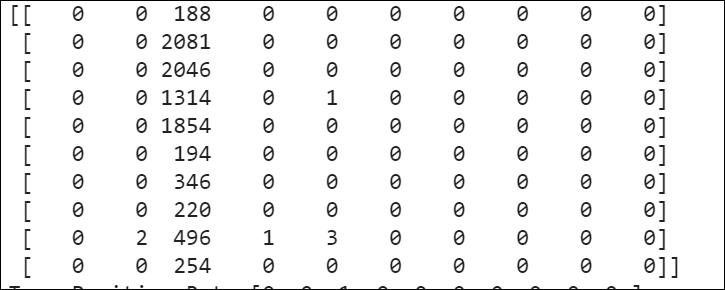 [[ 0 0 188 0 0 0 0 0 0 0]
[ 0 0 2081 0 0 0 0 0 0 0]
[ 0 0 2046 0 0 0 0 0 0 0]
[ 0 0 1314 0 1 0 0 0 0 0]
[ 0 0 1854 0 0 0 0 0 0 0]
[ 0 0 194 0 0 0 0 0 0 0]
[ 0 0 346 0 0 0 0 0 0 0]
[ 0 0 220 0 0 0 0 0 0 0]
[ 0 2 496 1 3 0 0 0 0 0]
[ 0 0 254 0 0 0 0 0 0 0]]